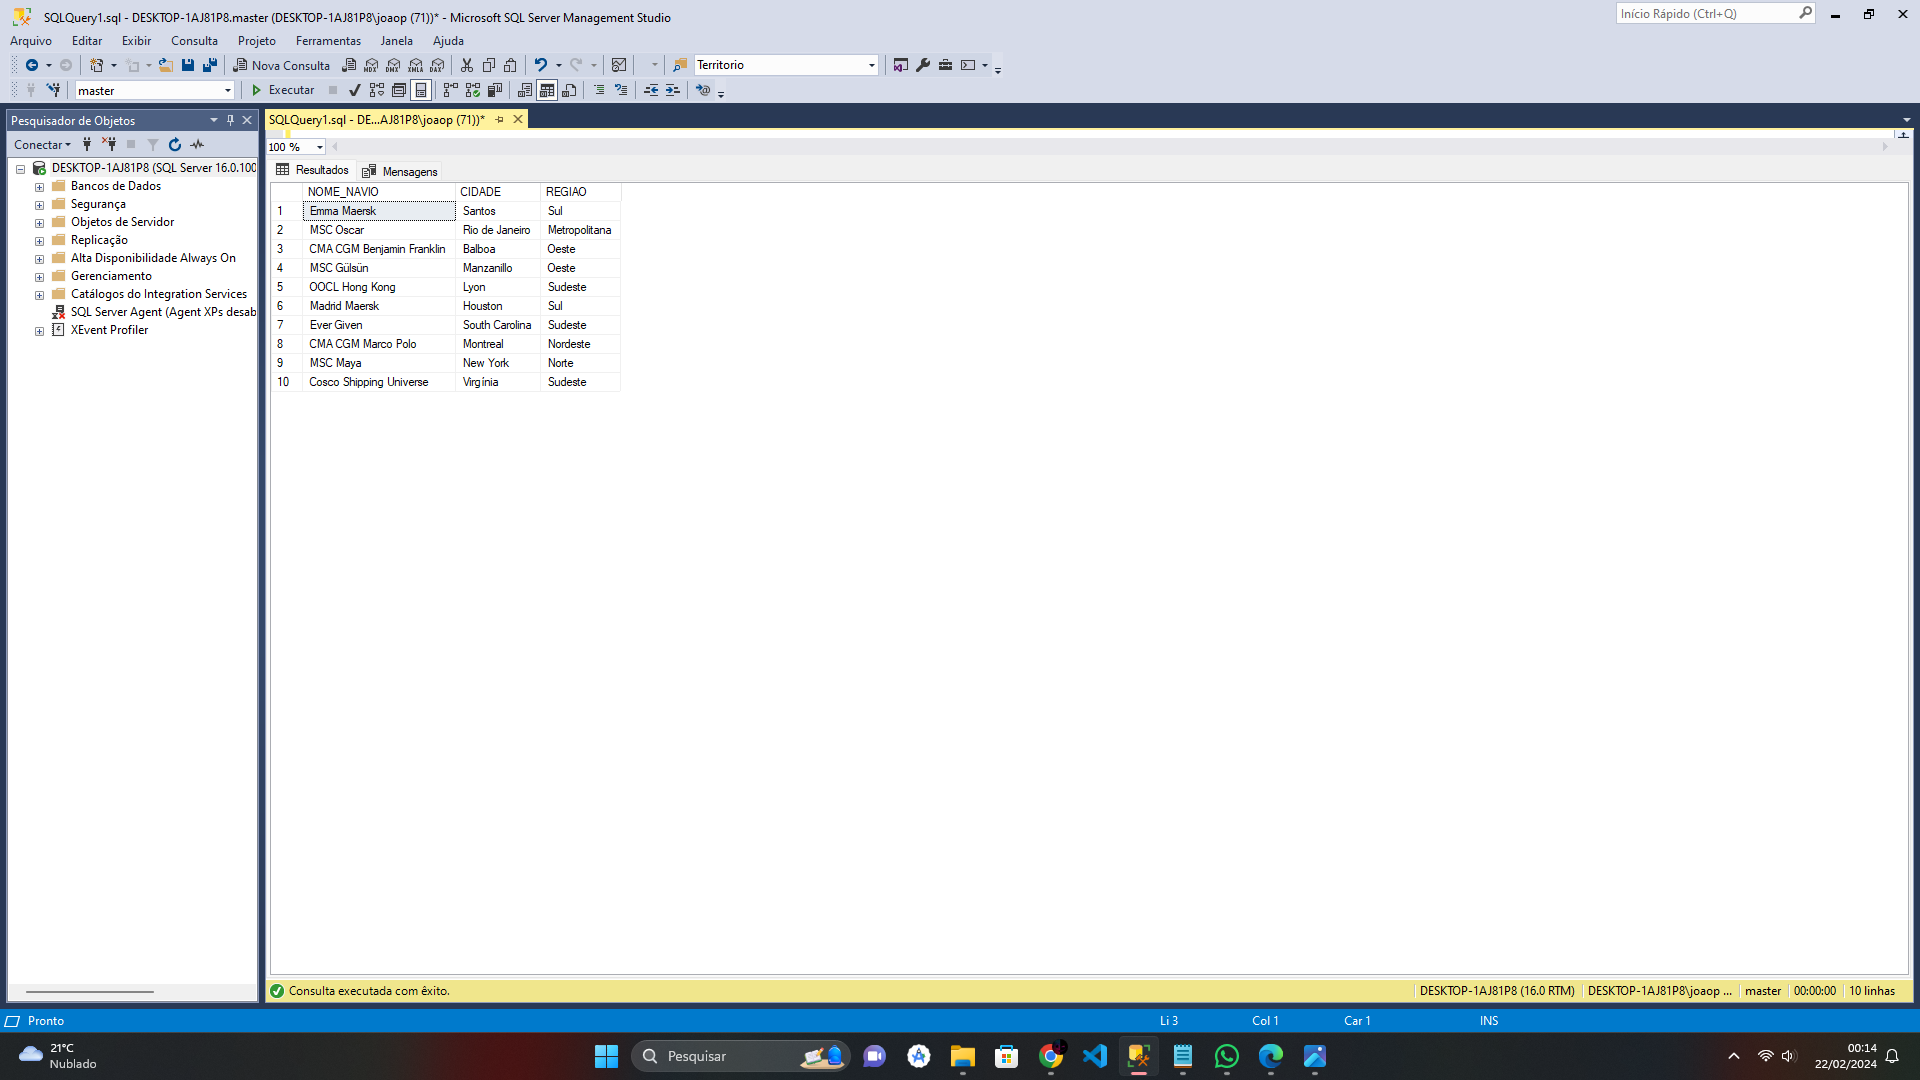 SQLQuery1.sql - DESKTOP-1AJ81P8.master (DESKTOP-1AJ81P8\joaop (71))* - Microsoft SQL Server Management Studio
Início Rápido (Ctrl+Q)
Arquivo Editar Exibir Consulta Projeto Ferramentas Janela Ajuda
Nova Consulta MDX DMX XMLA DAX Territorio
master Executar
Pesquisador de Objetos
SQLQuery1.sql - DE...AJ81P8\joaop (71))*
Conectar
100 %
DESKTOP-1AJ81P8 (SQL Server 16.0.100
Bancos de Dados
Segurança
Objetos de Servidor
Replicação
Alta Disponibilidade Always On
Gerenciamento
Catálogos do Integration Services
SQL Server Agent (Agent XPs desab
XEvent Profiler
Resultados Mensagens
NOME_NAVIO CIDADE REGIAO
1 Emma Maersk Santos Sul
2 MSC Oscar Rio de Janeiro Metropolitana
3 CMA CGM Benjamin Franklin Balboa Oeste
4 MSC Gülsün Manzanillo Oeste
5 OOCL Hong Kong Lyon Sudeste
6 Madrid Maersk Houston Sul
7 Ever Given South Carolina Sudeste
8 CMA CGM Marco Polo Montreal Nordeste
9 MSC Maya New York Norte
10 Cosco Shipping Universe Virgínia Sudeste
Consulta executada com êxito.
DESKTOP-1AJ81P8 (16.0 RTM) DESKTOP-1AJ81P8\joaop ... master 00:00:00 10 linhas
Pronto Li 3 Col 1 Car 1 INS
21°C
Nublado
Pesquisar
00:14
22/02/2024